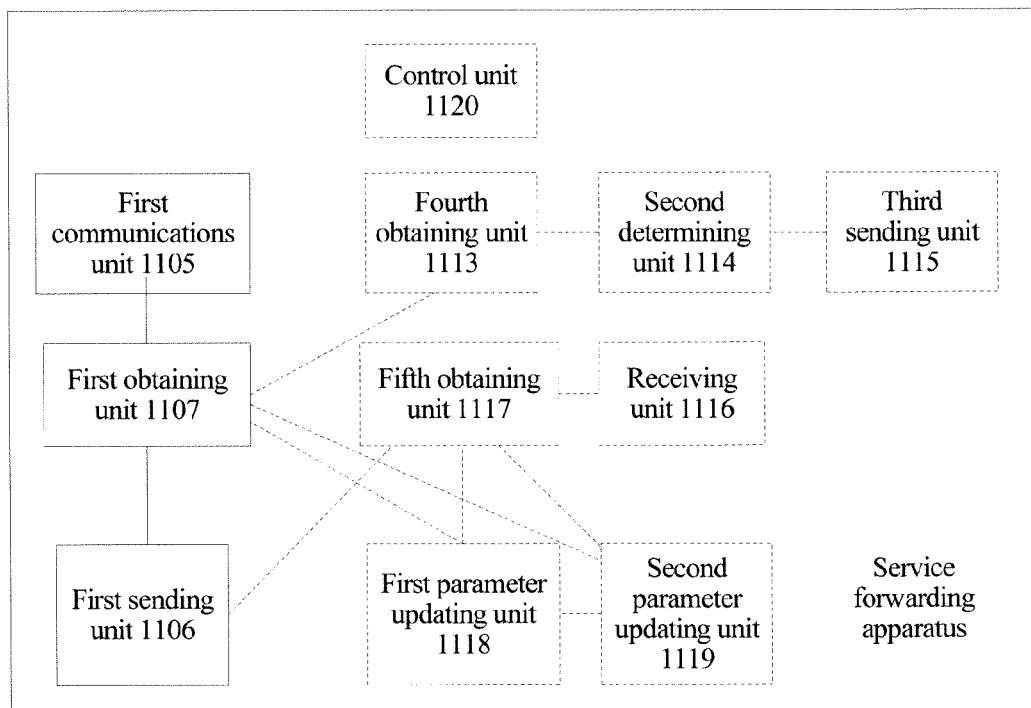 Control unit
1120
First
communications
unit 1105
Fourth
obtaining unit
1113
Second
determining
unit 1114
Third
sending unit
1115
First obtaining
unit 1107
Fifth obtaining
unit 1117
Receiving
unit 1116
First sending
unit 1106
First parameter
updating unit
1118
Second
parameter
updating unit
1119
Service
forwarding
apparatus